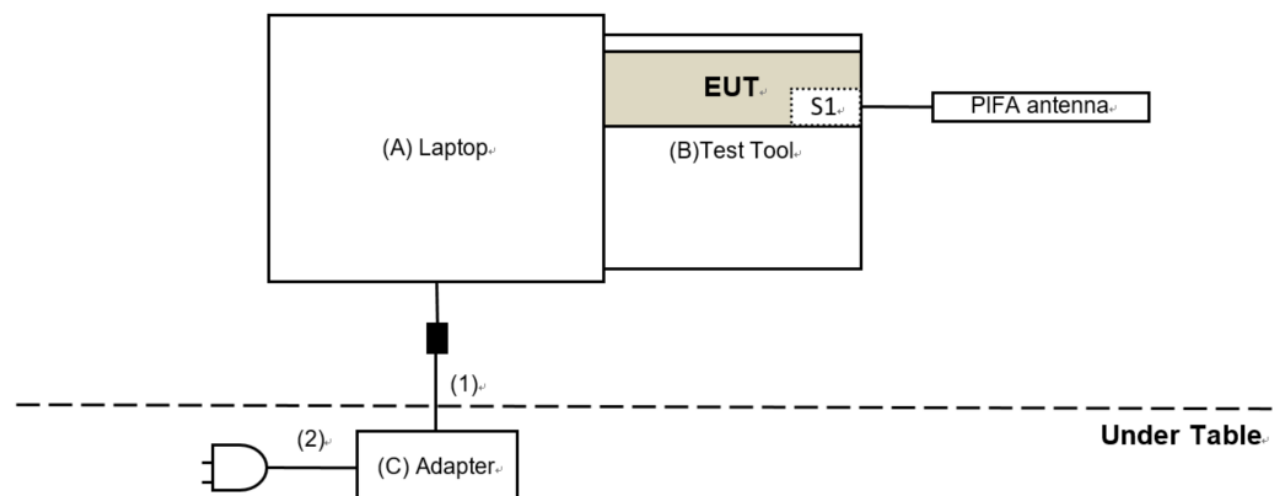 EUT
S1
PIFA antenna
(A) Laptop
(B)Test Tool
(1)
(2)
Under Table
(C) Adapter